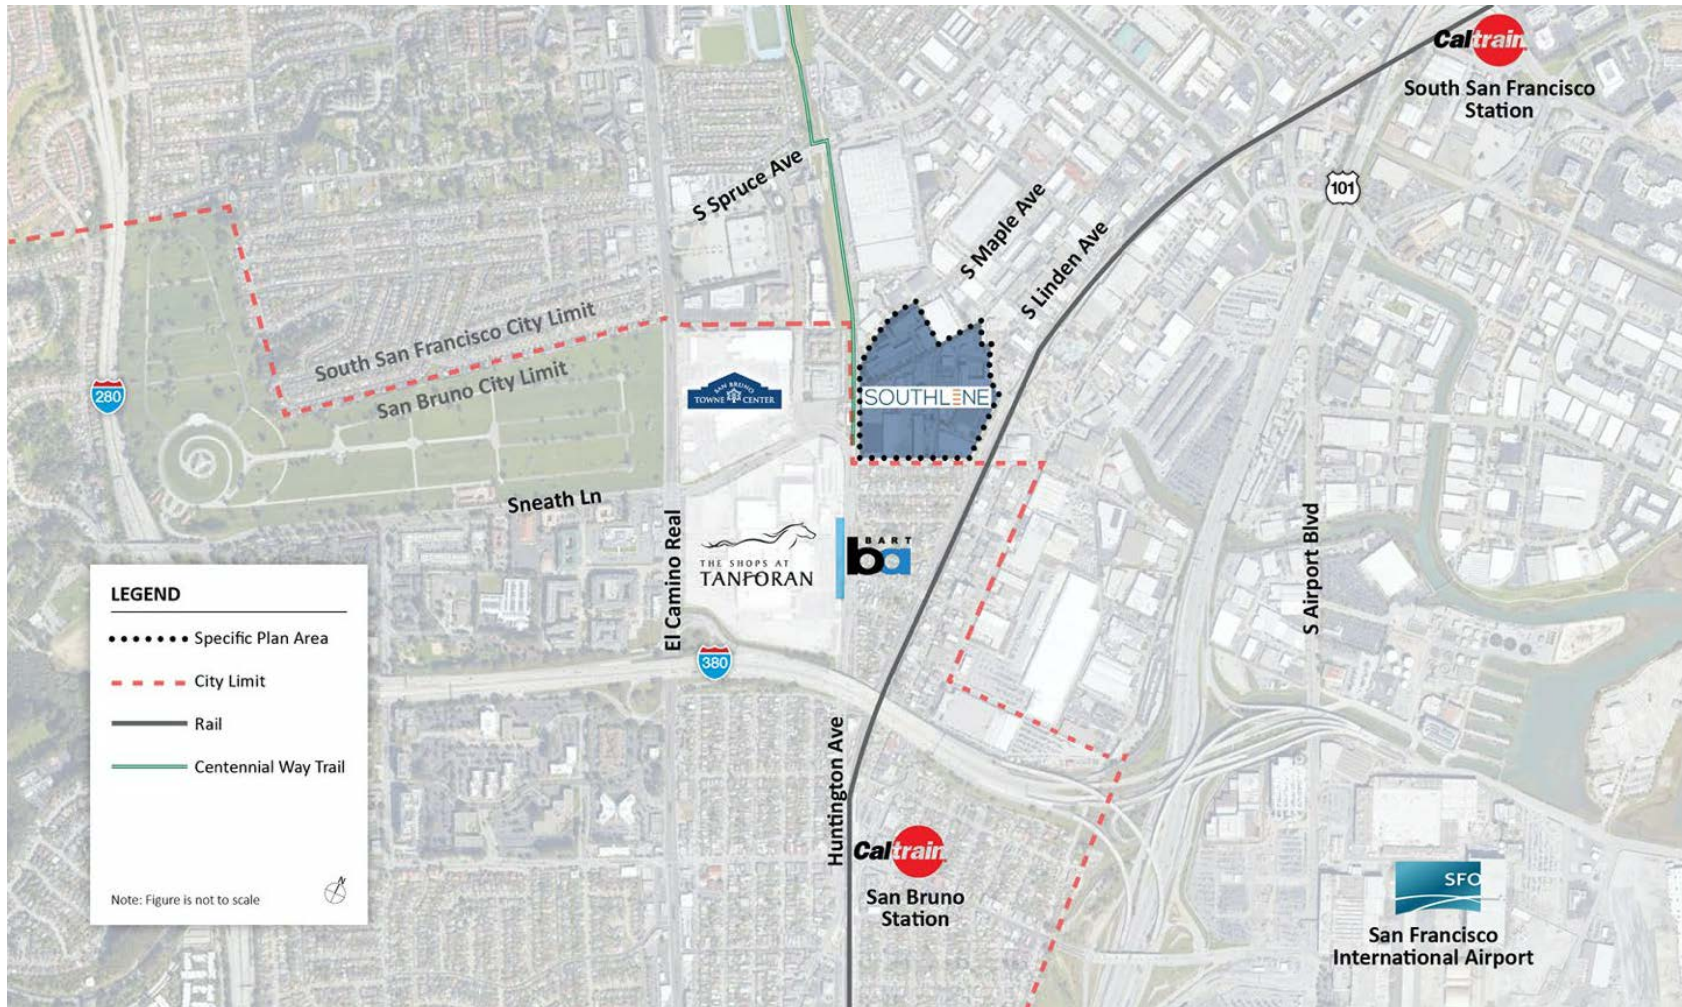 Caltrain
South San Francisco
Station
101
S Spruce Ave
S Maple Ave
S Linden Ave
South San Francisco City Limit
San Bruno City Limit
280
SAN BRUNO
TOWNE CENTER
SOUTHLINE
Sneath Ln
El Camino Real
THE SHOPS AT
TANFORAN
BART
ba
S Airport Blvd
380
LEGEND
Specific Plan Area
City Limit
Rail
Centennial Way Trail
Note: Figure is not to scale
N
Huntington Ave
Caltrain
San Bruno
Station
SFO
San Francisco
International Airport